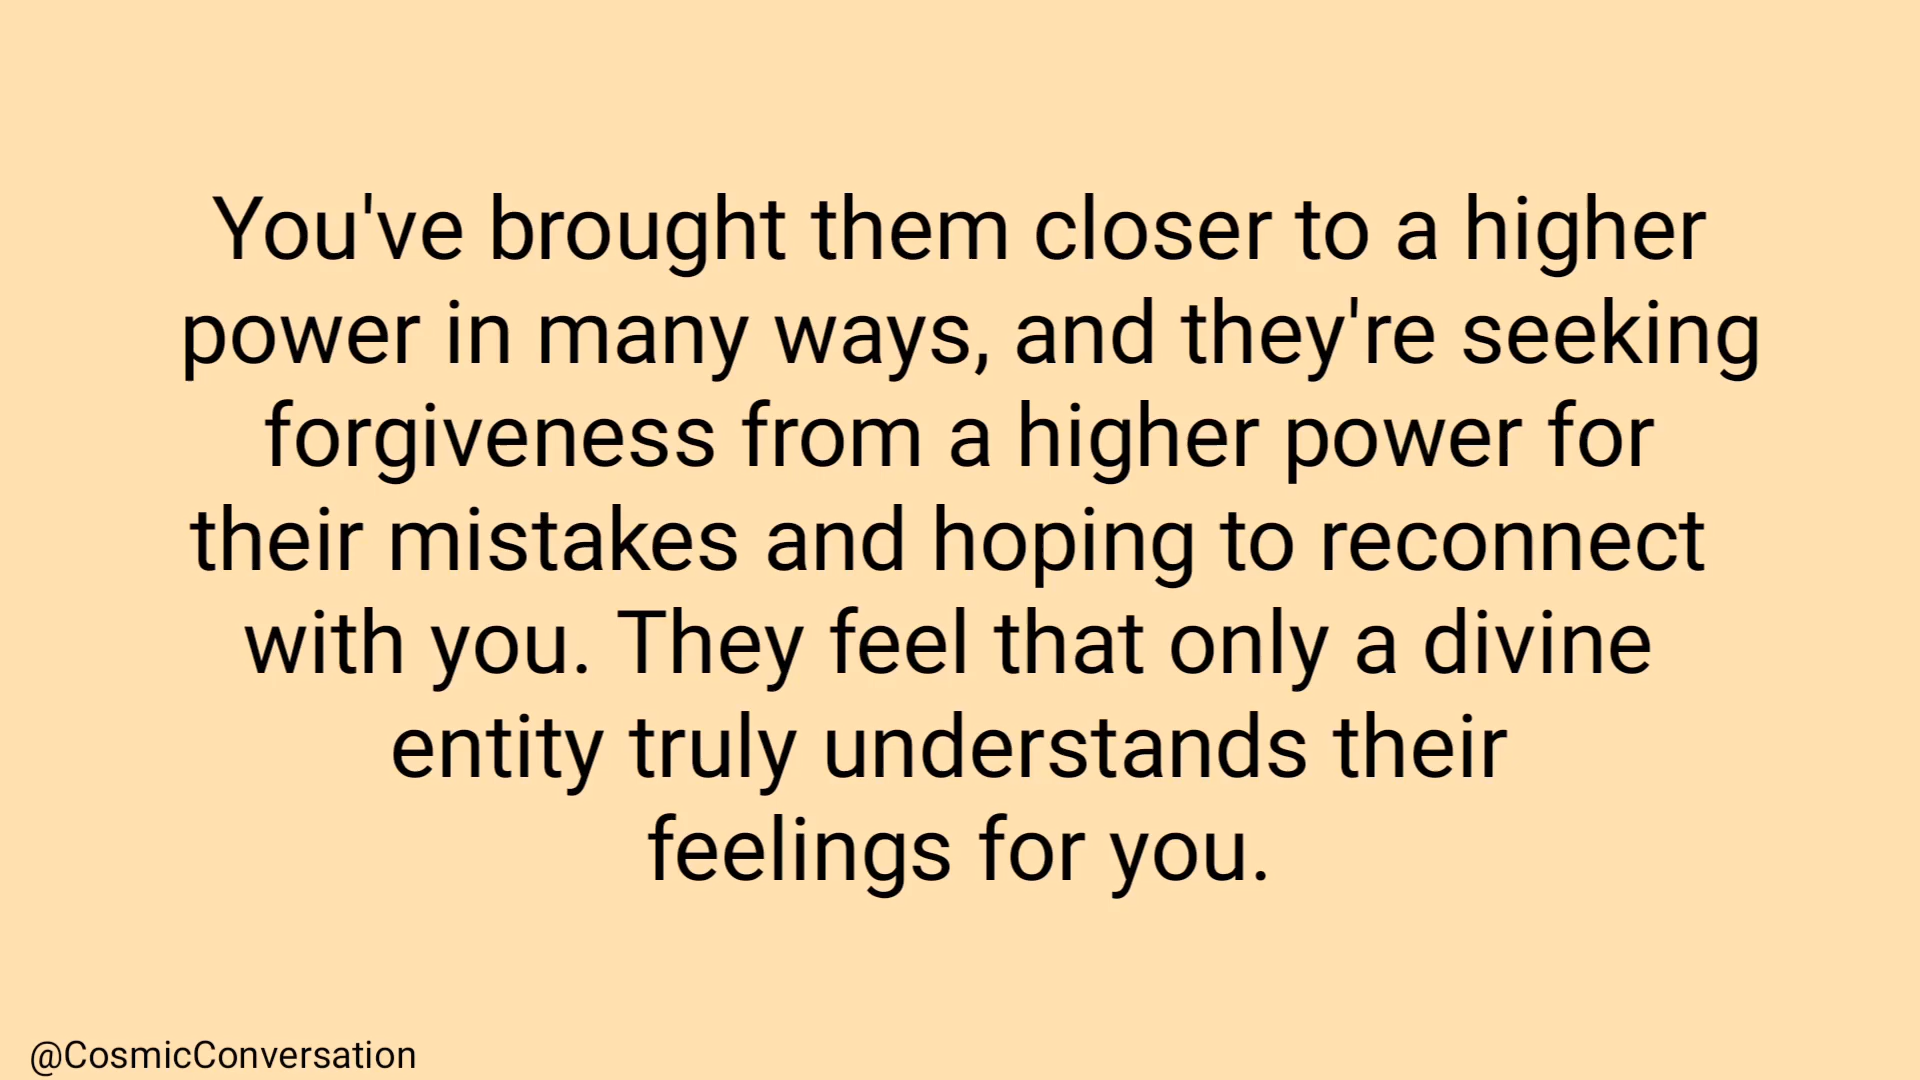 You've brought them closer to a higher
power in many ways, and they're seeking
forgiveness from a higher power for
their mistakes and hoping to reconnect
with you. They feel that only a divine
entity truly understands their
feelings for you.
@CosmicConversation